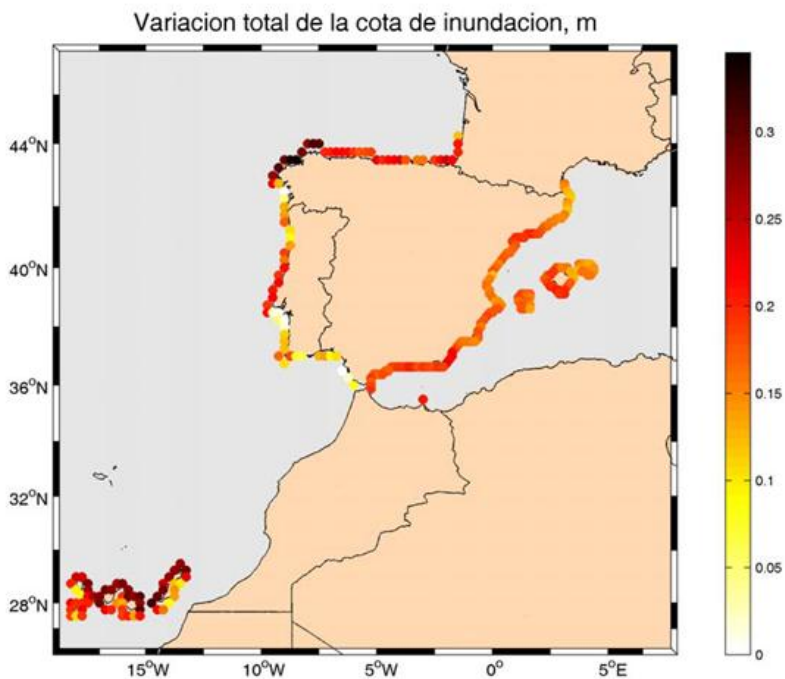 Variacion total de la cota de inundacion, m
44°N
40°N
36°N
32°N
28°N
15°W
10°W
5°W
0°
5°E
0.3
0.25
0.2
0.15
0.1
0.05
0